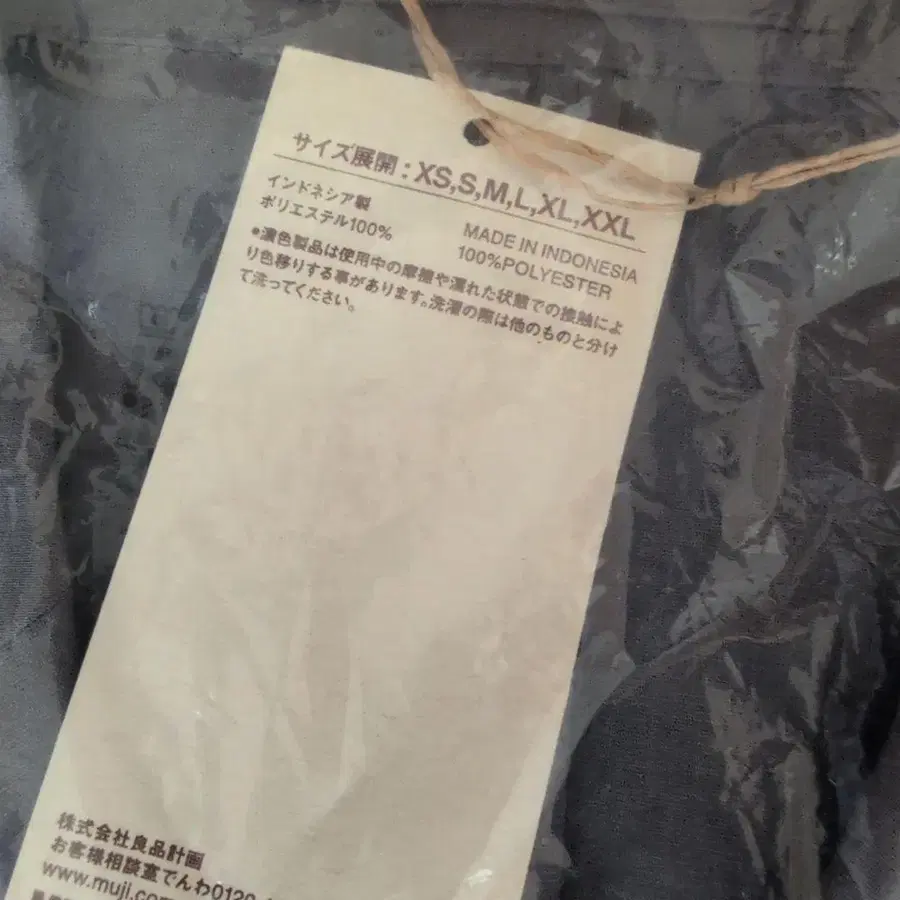 サイズ展開 : XS,S,M,L,XL,XXL
インドネシア製
ポリエステル100%
MADE IN INDONESIA
100%POLYESTER
●濃色製品は使用中の摩擦や濡れた状態での接触によ
り色移りする事があります。洗濯の際は他のものと分け
て洗ってください。
株式会社良品計画
お客様相談室でんわ0120
www.muji.com